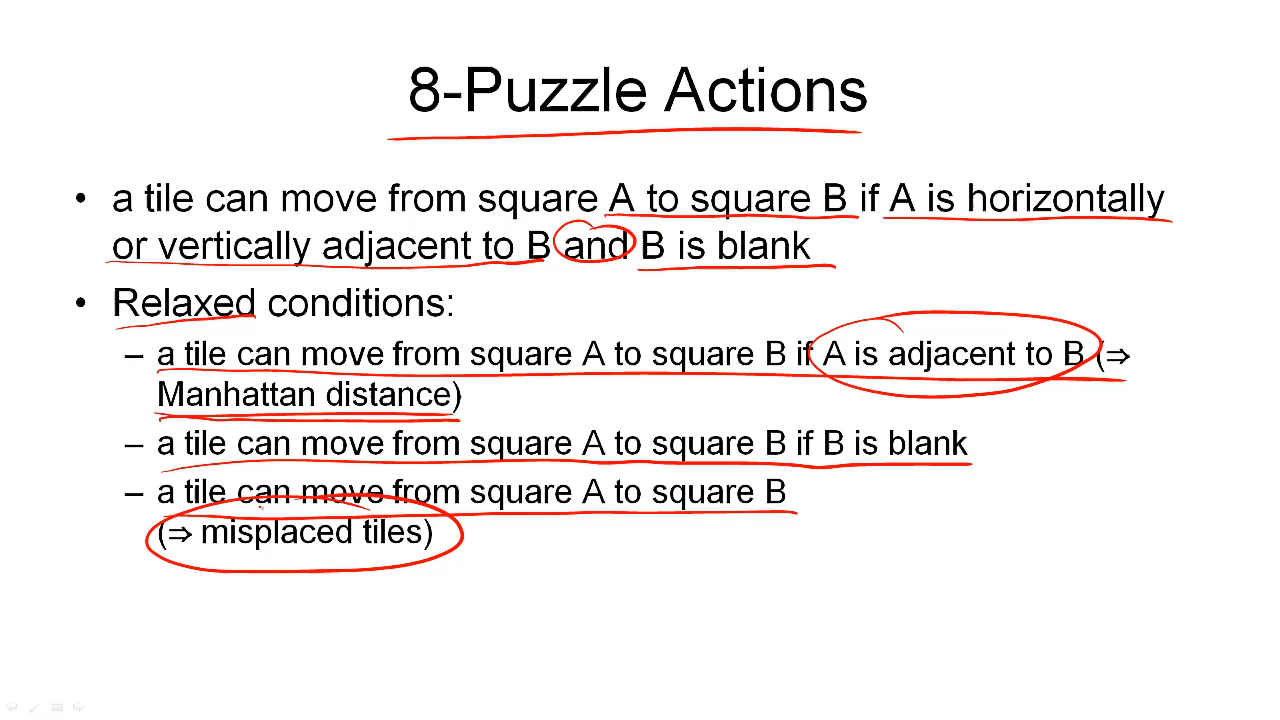 8-Puzzle Actions
• a tile can move from square A to square B if A is horizontally
or vertically adjacent to B and B is blank
• Relaxed conditions:
– a tile can move from square A to square B if A is adjacent to B (⇒
Manhattan distance)
– a tile can move from square A to square B if B is blank
– a tile can move from square A to square B
(⇒ misplaced tiles)